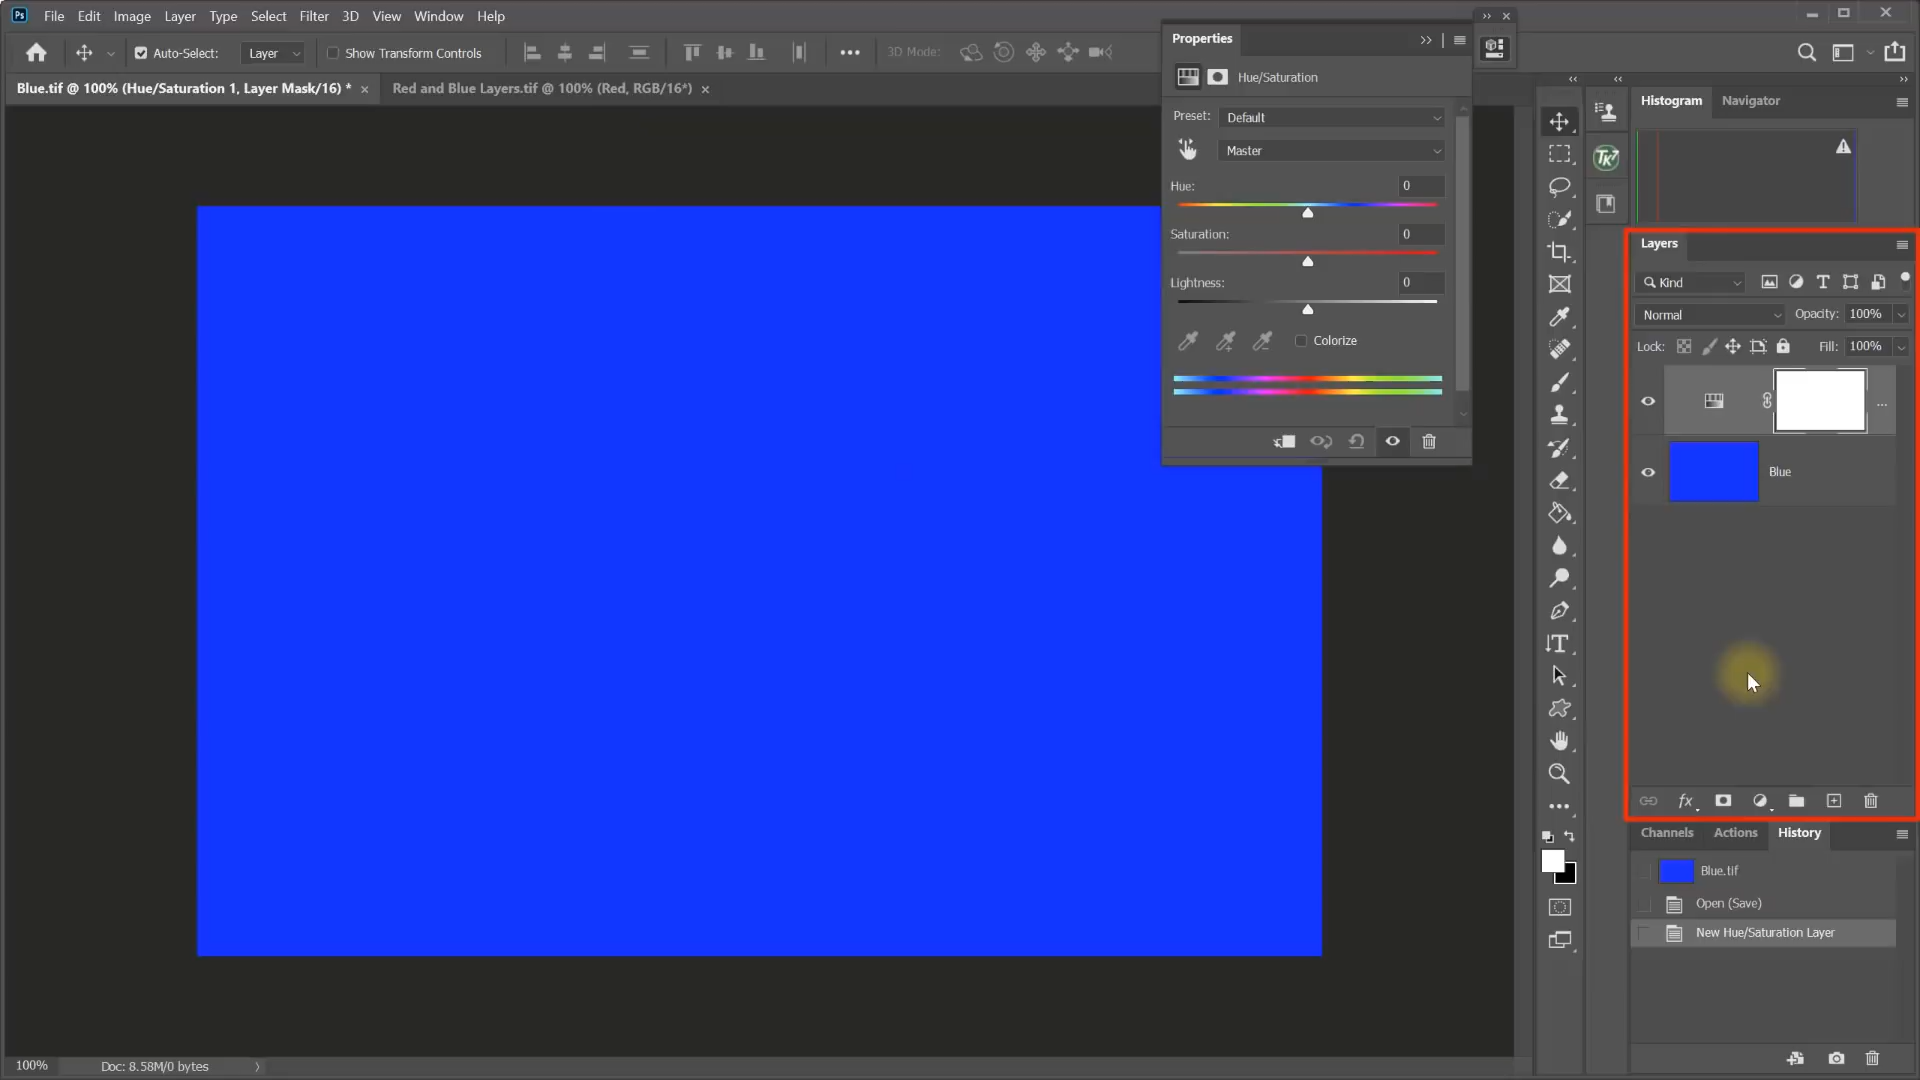 Ps File Edit Image Layer Type Select Filter 3D View Window Help
Auto-Select: Layer Show Transform Controls 3D Mode:
Blue.tif @ 100% (Hue/Saturation 1, Layer Mask/16) * × Red and Blue Layers.tif @ 100% (Red, RGB/16*) ×
Properties
Hue/Saturation
Preset: Default
Master
Hue: 0
Saturation: 0
Lightness: 0
Colorize
TK7
Histogram Navigator
Layers
Kind
Normal Opacity: 100%
Lock: Fill: 100%
...
Blue
fx
Channels Actions History
Blue.tif
Open (Save)
New Hue/Saturation Layer
100% Doc: 8.58M/0 bytes